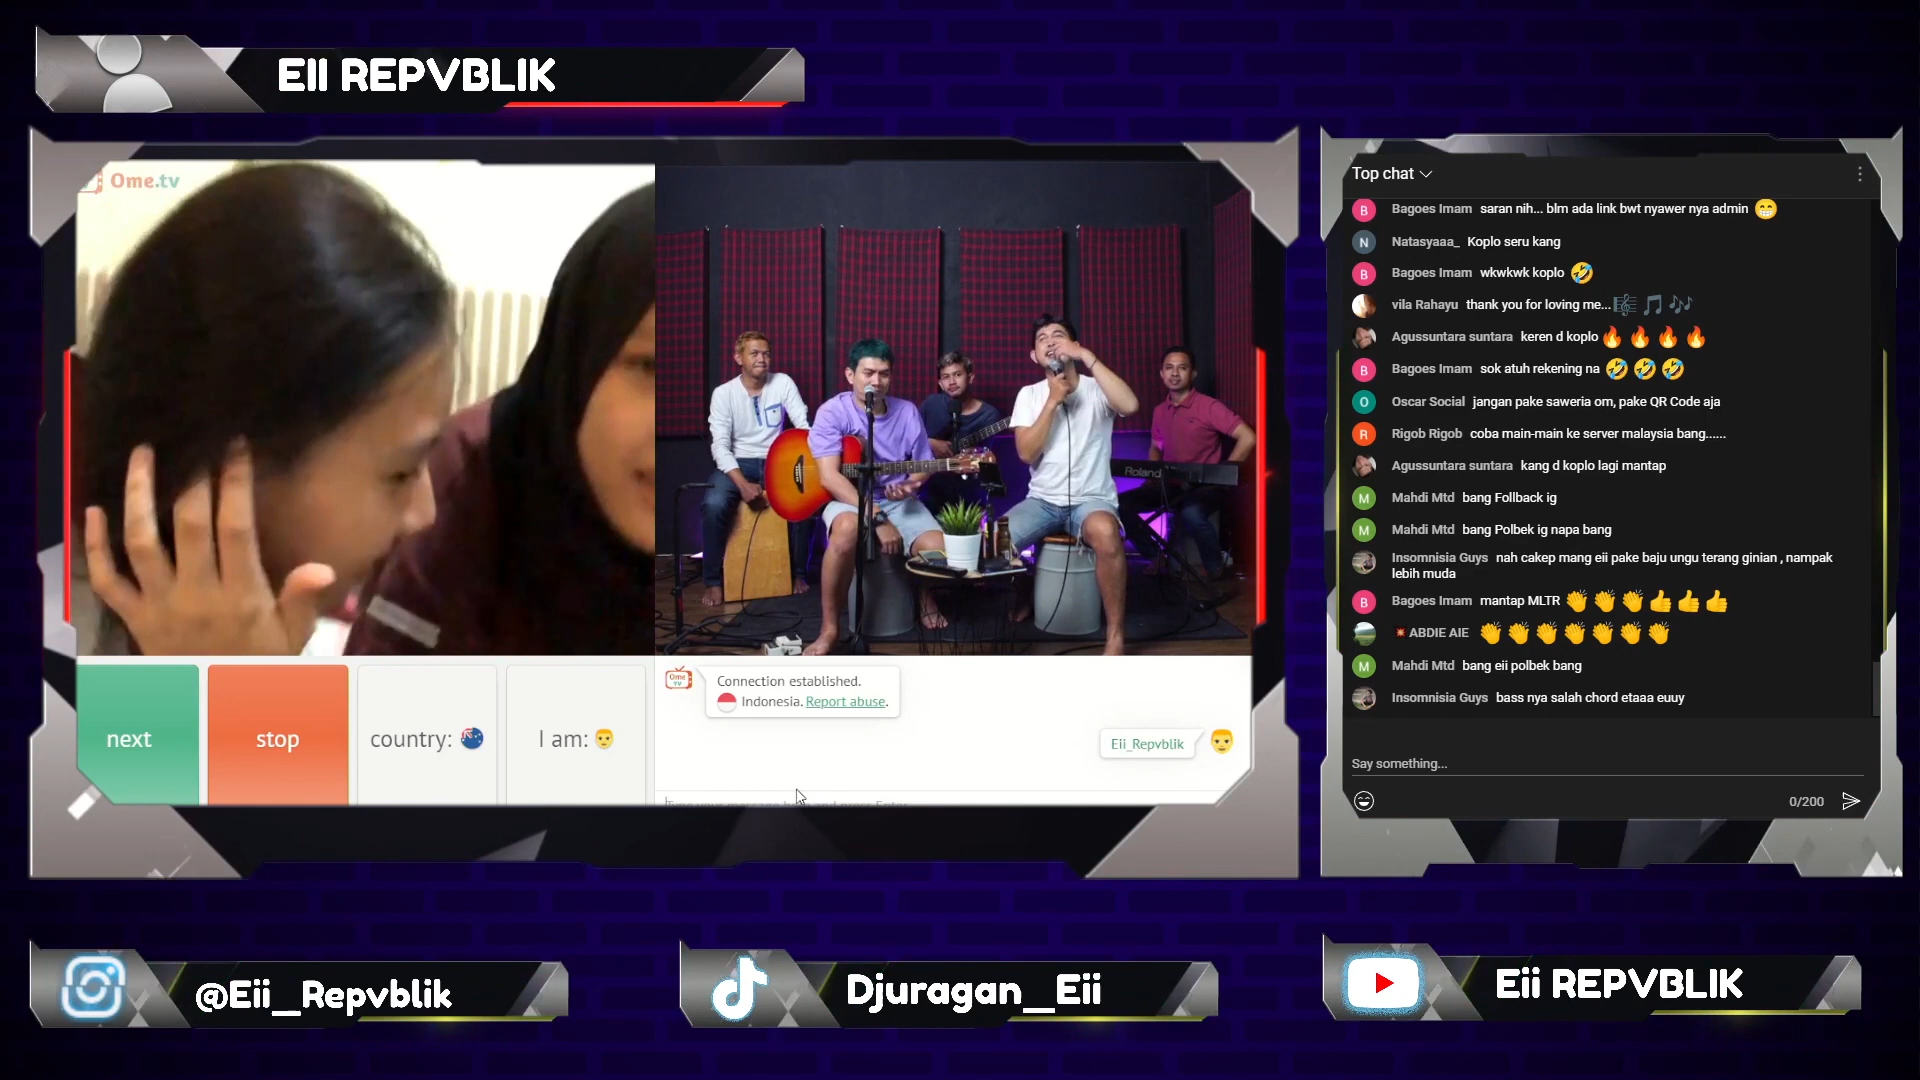 EII REPVBLIK
Ome.tv
Roland
next
stop
country:
I am:
Ome TV
Connection established.
Indonesia. Report abuse.
Eii_Repvblik
Top chat
B Bagoes Imam saran nih... blm ada link bwt nyawer nya admin 😁
N Natasyaaa_ Koplo seru kang
B Bagoes Imam wkwkwk koplo 🤣
vila Rahayu thank you for loving me...🎼🎵🎶
Agussuntara suntara keren d koplo🔥🔥🔥🔥
B Bagoes Imam sok atuh rekening na 🤣🤣🤣
O Oscar Social jangan pake saweria om, pake QR Code aja
R Rigob Rigob coba main-main ke server malaysia bang......
Agussuntara suntara kang d koplo lagi mantap
M Mahdi Mtd bang Follback ig
M Mahdi Mtd bang Polbek ig napa bang
Insomnisia Guys nah cakep mang eii pake baju ungu terang ginian , nampak
lebih muda
B Bagoes Imam mantap MLTR 👏👏👏👍👍👍
💥ABDIE AIE 👏👏👏👏👏👏👏
M Mahdi Mtd bang eii polbek bang
Insomnisia Guys bass nya salah chord etaaa euuy
Say something...
0/200
@Eii_Repvblik
Djuragan_Eii
Eii REPVBLIK